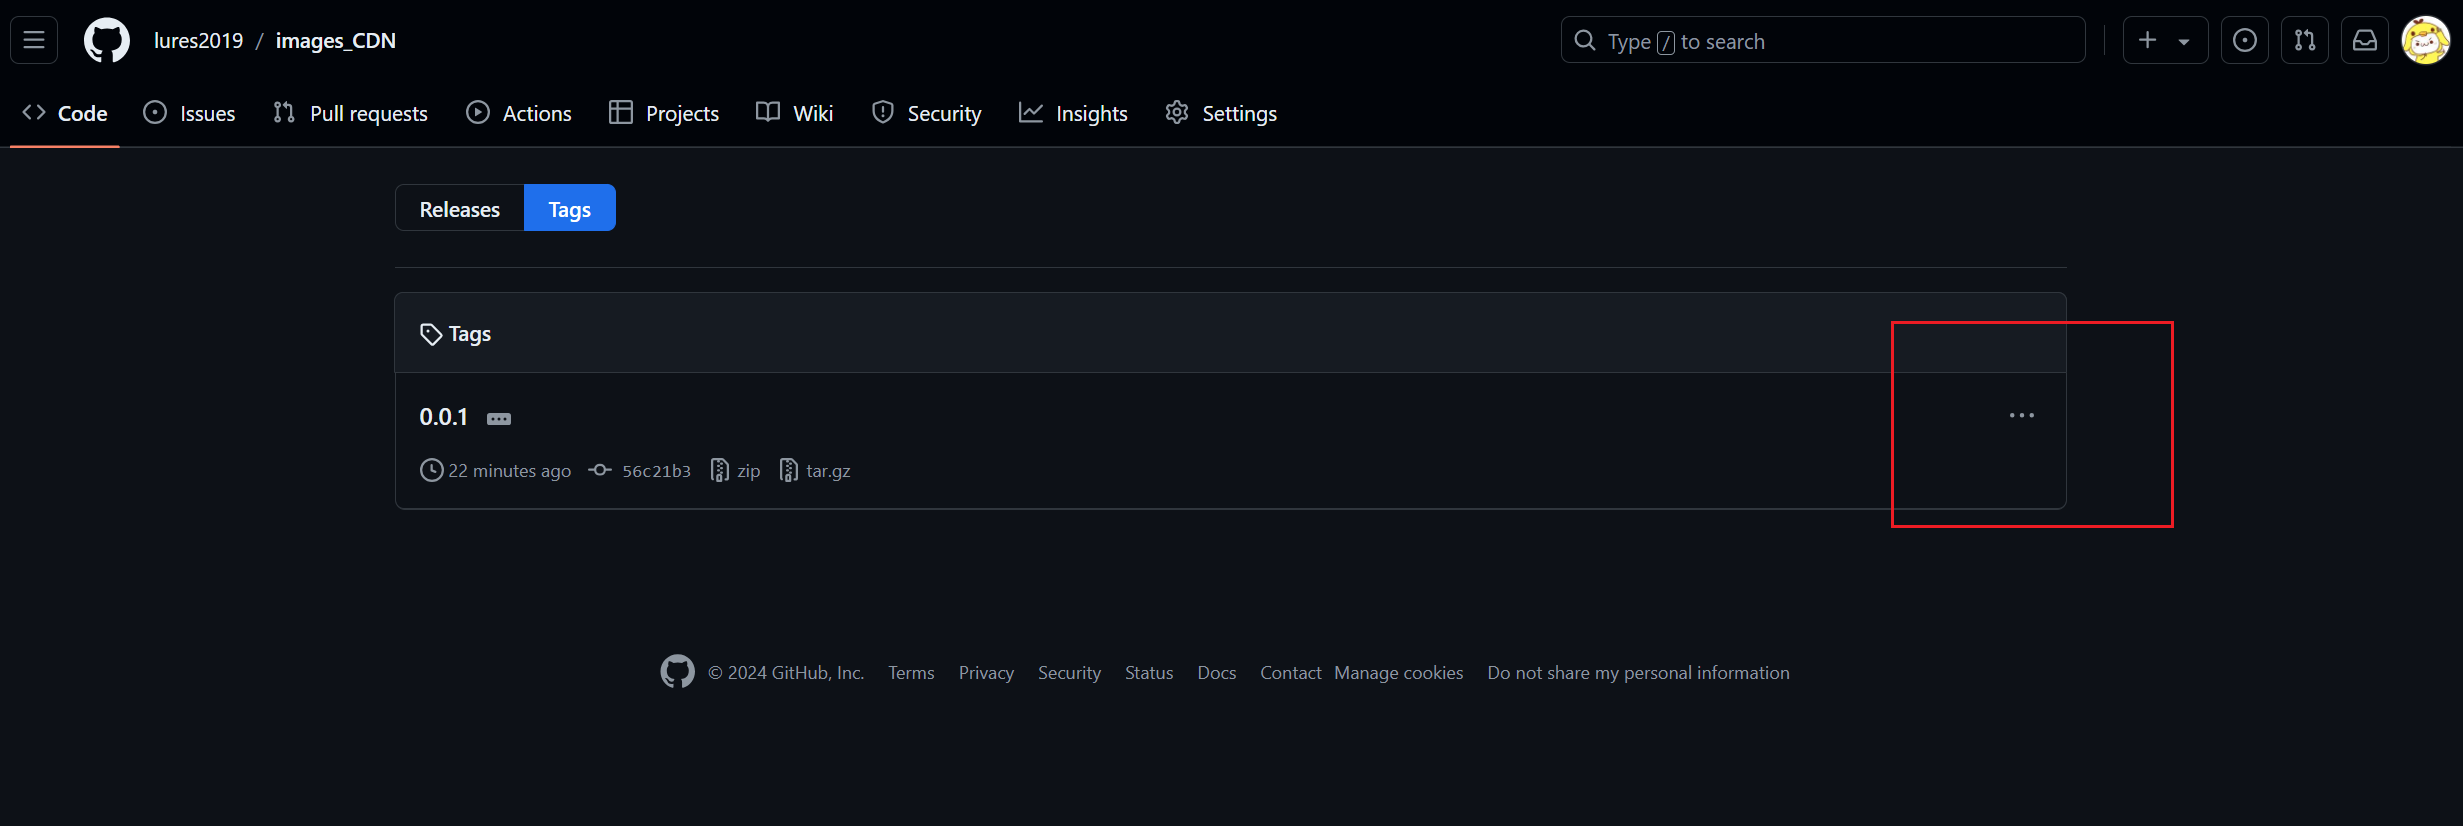 lures2019 / images_CDN
Type / to search
Code Issues Pull requests Actions Projects Wiki Security Insights Settings
Releases Tags
Tags
0.0.1
22 minutes ago 56c21b3 zip tar.gz
© 2024 GitHub, Inc. Terms Privacy Security Status Docs Contact Manage cookies Do not share my personal information